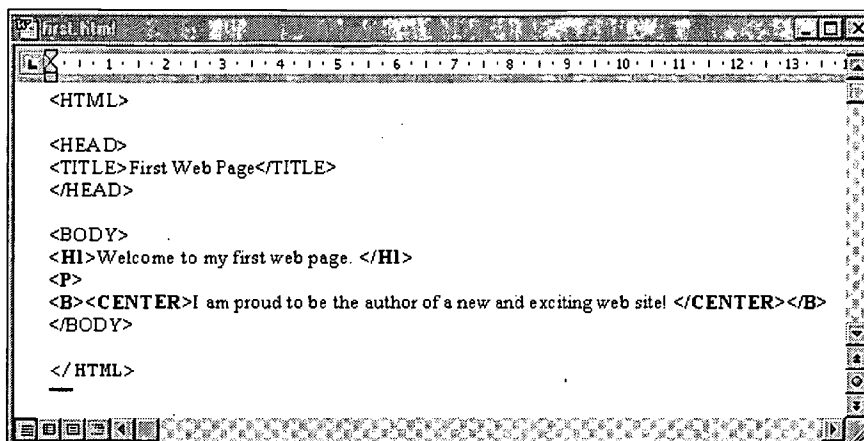 first.html
1 2 3 4 5 6 7 8 9 10 11 12 13
<HTML>
<HEAD>
<TITLE>First Web Page</TITLE>
</HEAD>
<BODY>
<H1>Welcome to my first web page. </H1>
<P>
<B><CENTER>I am proud to be the author of a new and exciting web site! </CENTER></B>
</BODY>
</ HTML>